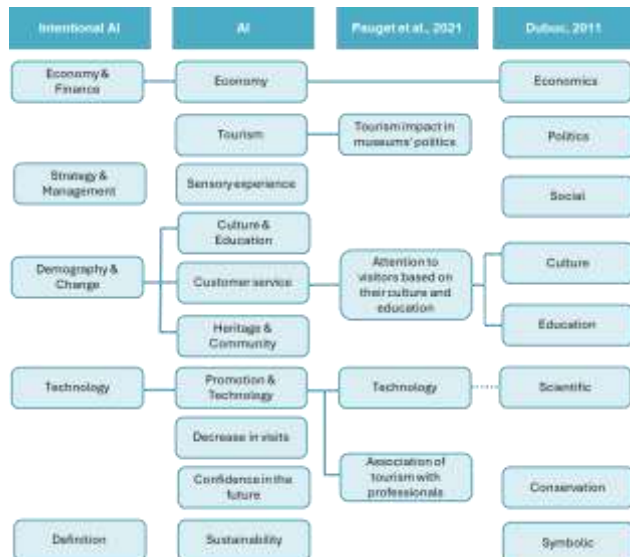 Intentional AI
AI
Pauget et al., 2021
Dubuc, 2011
Economy &
Finance
Economy
Economics
Tourism
Tourism impact in
museums' politics
Politics
Strategy &
Management
Sensory experience
Social
Culture &
Education
Demography &
Change
Customer service
Attention to
visitors based on
their culture and
education
Culture
Heritage &
Community
Education
Technology
Promotion &
Technology
Technology
Scientific
Decrease in visits
Confidence in the
future
Association of
tourism with
professionals
Conservation
Definition
Sustainability
Symbolic